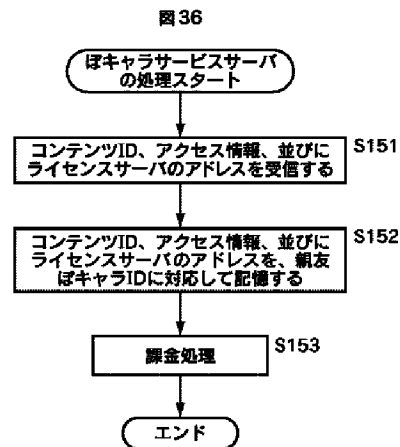 図36
ぽキャラサービスサーバ
の処理スタート
コンテンツID、アクセス情報、並びに
ライセンスサーバのアドレスを受信する
S151
コンテンツID、アクセス情報、並びに
ライセンスサーバのアドレスを、親友
ぽキャラIDに対応して記憶する
S152
課金処理
S153
エンド